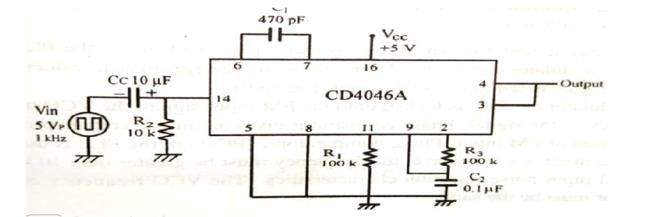 C₁
470 pF
Vcc
+5 V
6
7
16
Cc 10 µF
− +
CD4046A
4
Output
3
14
Vin
5 Vᴘ
1 kHz
R₂
10 k
5
8
11
9
2
R₁
100 k
R₃
100 k
C₂
0.1 µF